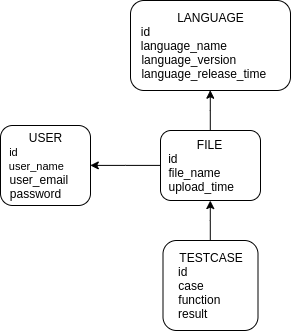 LANGUAGE
id
language_name
language_version
language_release_time
USER
id
user_name
user_email
password
FILE
id
file_name
upload_time
TESTCASE
id
case
function
result